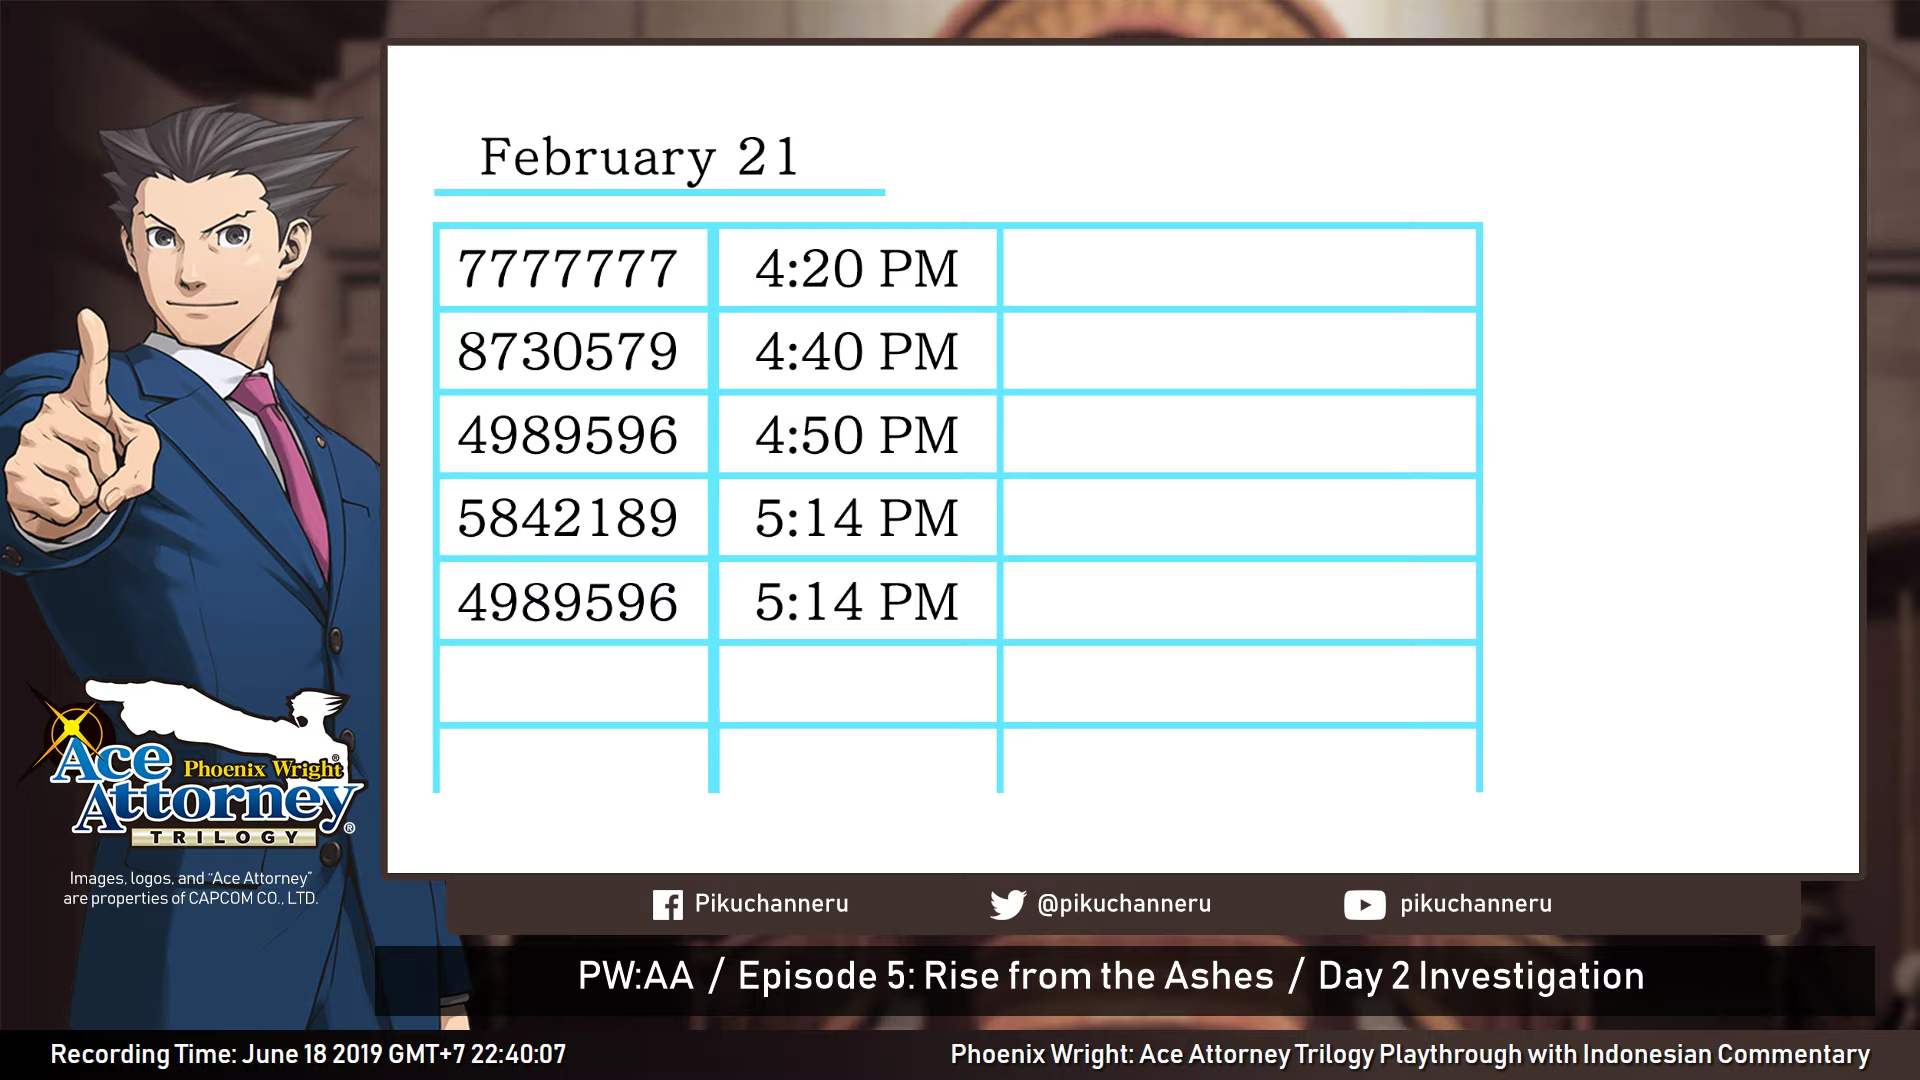 February 21
7777777 4:20 PM
8730579 4:40 PM
4989596 4:50 PM
5842189 5:14 PM
4989596 5:14 PM
Ace
Phoenix Wright®
Attorney®
TRILOGY
Images, logos, and "Ace Attorney"
are properties of CAPCOM CO., LTD.
Pikuchanneru @pikuchanneru pikuchanneru
PW:AA / Episode 5: Rise from the Ashes / Day 2 Investigation
Recording Time: June 18 2019 GMT+7 22:40:07
Phoenix Wright: Ace Attorney Trilogy Playthrough with Indonesian Commentary